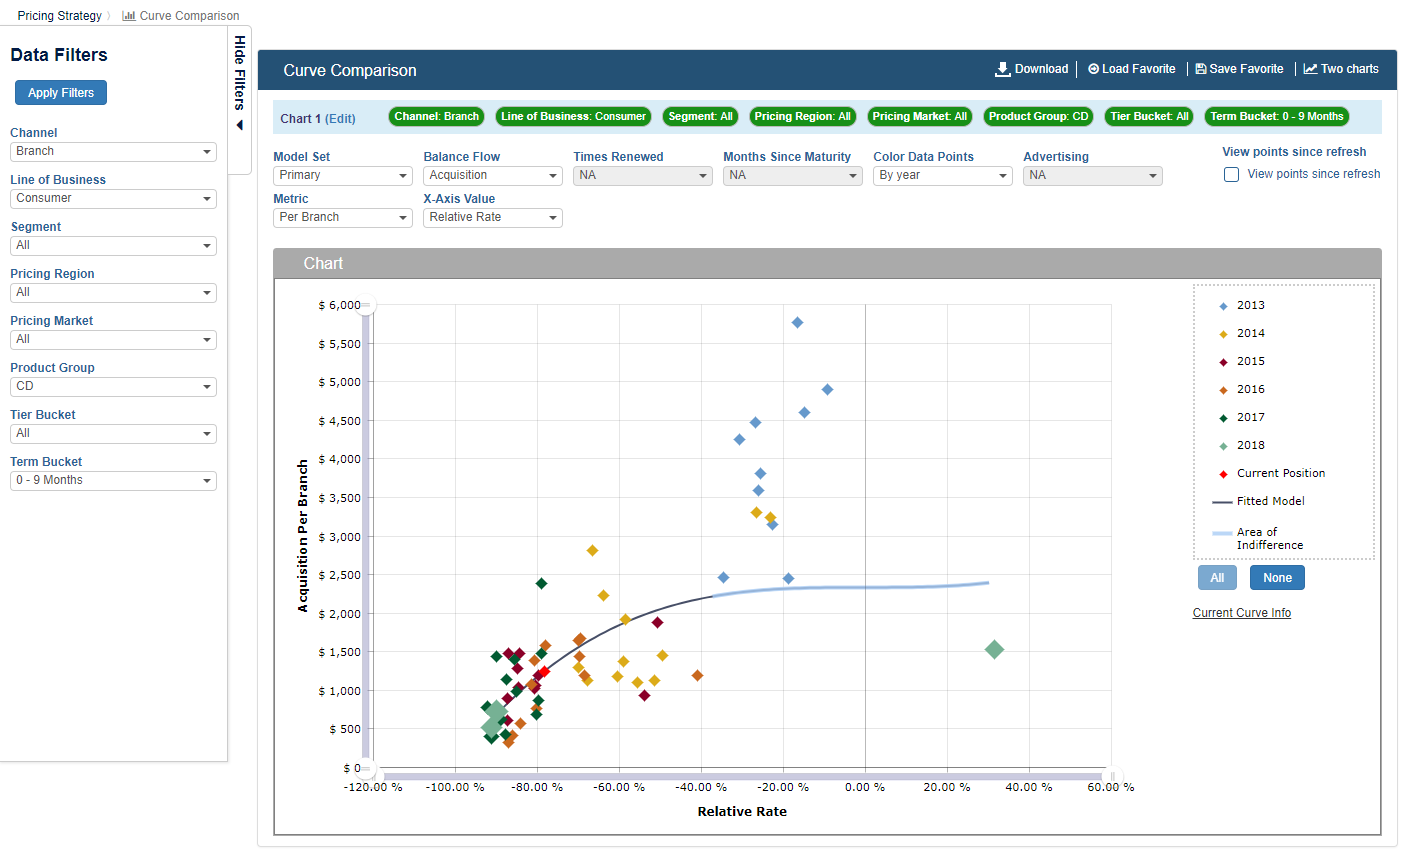 Pricing Strategy
Curve Comparison
Data Filters
Apply Filters
Channel
Branch
Line of Business
Consumer
Segment
All
Pricing Region
All
Pricing Market
All
Product Group
CD
Tier Bucket
All
Term Bucket
0 - 9 Months
Hide Filters
Curve Comparison
Download
Load Favorite
Save Favorite
Two charts
Chart 1 (Edit)
Channel: Branch
Line of Business: Consumer
Segment: All
Pricing Region: All
Pricing Market: All
Product Group: CD
Tier Bucket: All
Term Bucket: 0 - 9 Months
Model Set
Primary
Balance Flow
Acquisition
Times Renewed
NA
Months Since Maturity
NA
Color Data Points
By year
Advertising
NA
View points since refresh
View points since refresh
Metric
Per Branch
X-Axis Value
Relative Rate
Chart
Acquisition Per Branch
$ 6,000
$ 5,500
$ 5,000
$ 4,500
$ 4,000
$ 3,500
$ 3,000
$ 2,500
$ 2,000
$ 1,500
$ 1,000
$ 500
$ 0
-120.00 %
-100.00 %
-80.00 %
-60.00 %
-40.00 %
-20.00 %
0.00 %
20.00 %
40.00 %
60.00 %
Relative Rate
2013
2014
2015
2016
2017
2018
Current Position
Fitted Model
Area of
Indifference
All
None
Current Curve Info